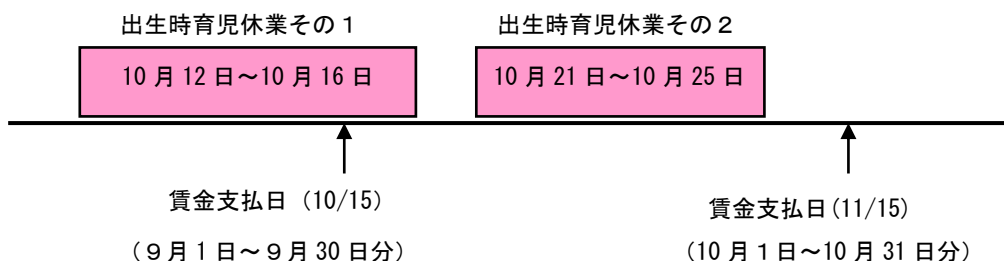 出生時育児休業その１
出生時育児休業その２
10 月 12 日～10 月 16 日
10 月 21 日～10 月 25 日
賃金支払日 (10/15)
賃金支払日(11/15)
（９月１日～９月 30 日分）
（10 月１日～10 月 31 日分）